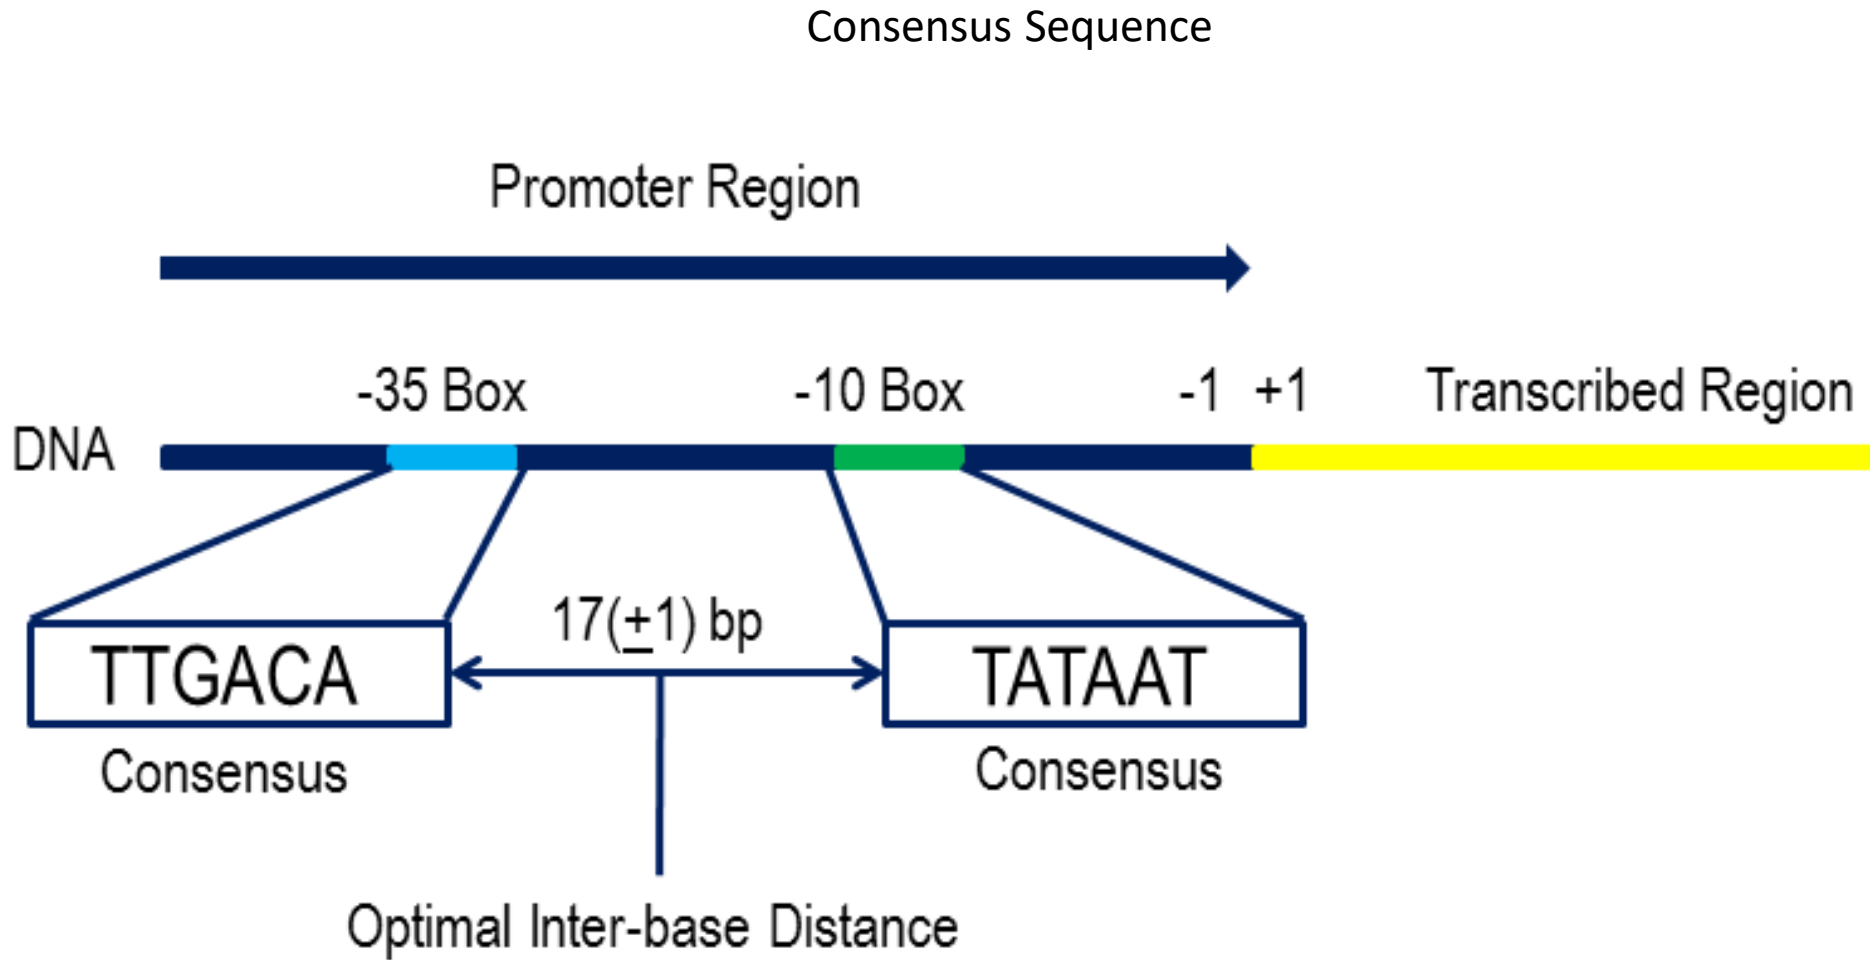 Consensus Sequence
Promoter Region
-35 Box
-10 Box
-1
+1
Transcribed Region
DNA
17(±1) bp
TTGACA
TATAAT
Consensus
Consensus
Optimal Inter-base Distance